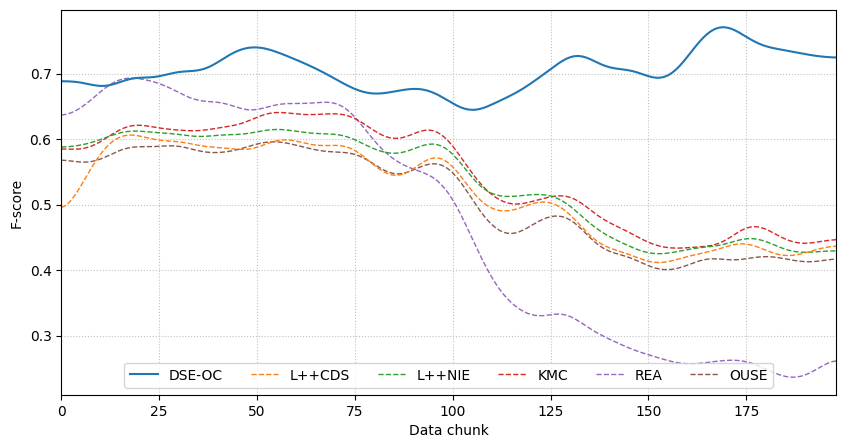 F-score
0.7
0.6
0.5
0.4
0.3
DSE-OC L++CDS L++NIE KMC REA OUSE
0 25 50 75 100 125 150 175
Data chunk